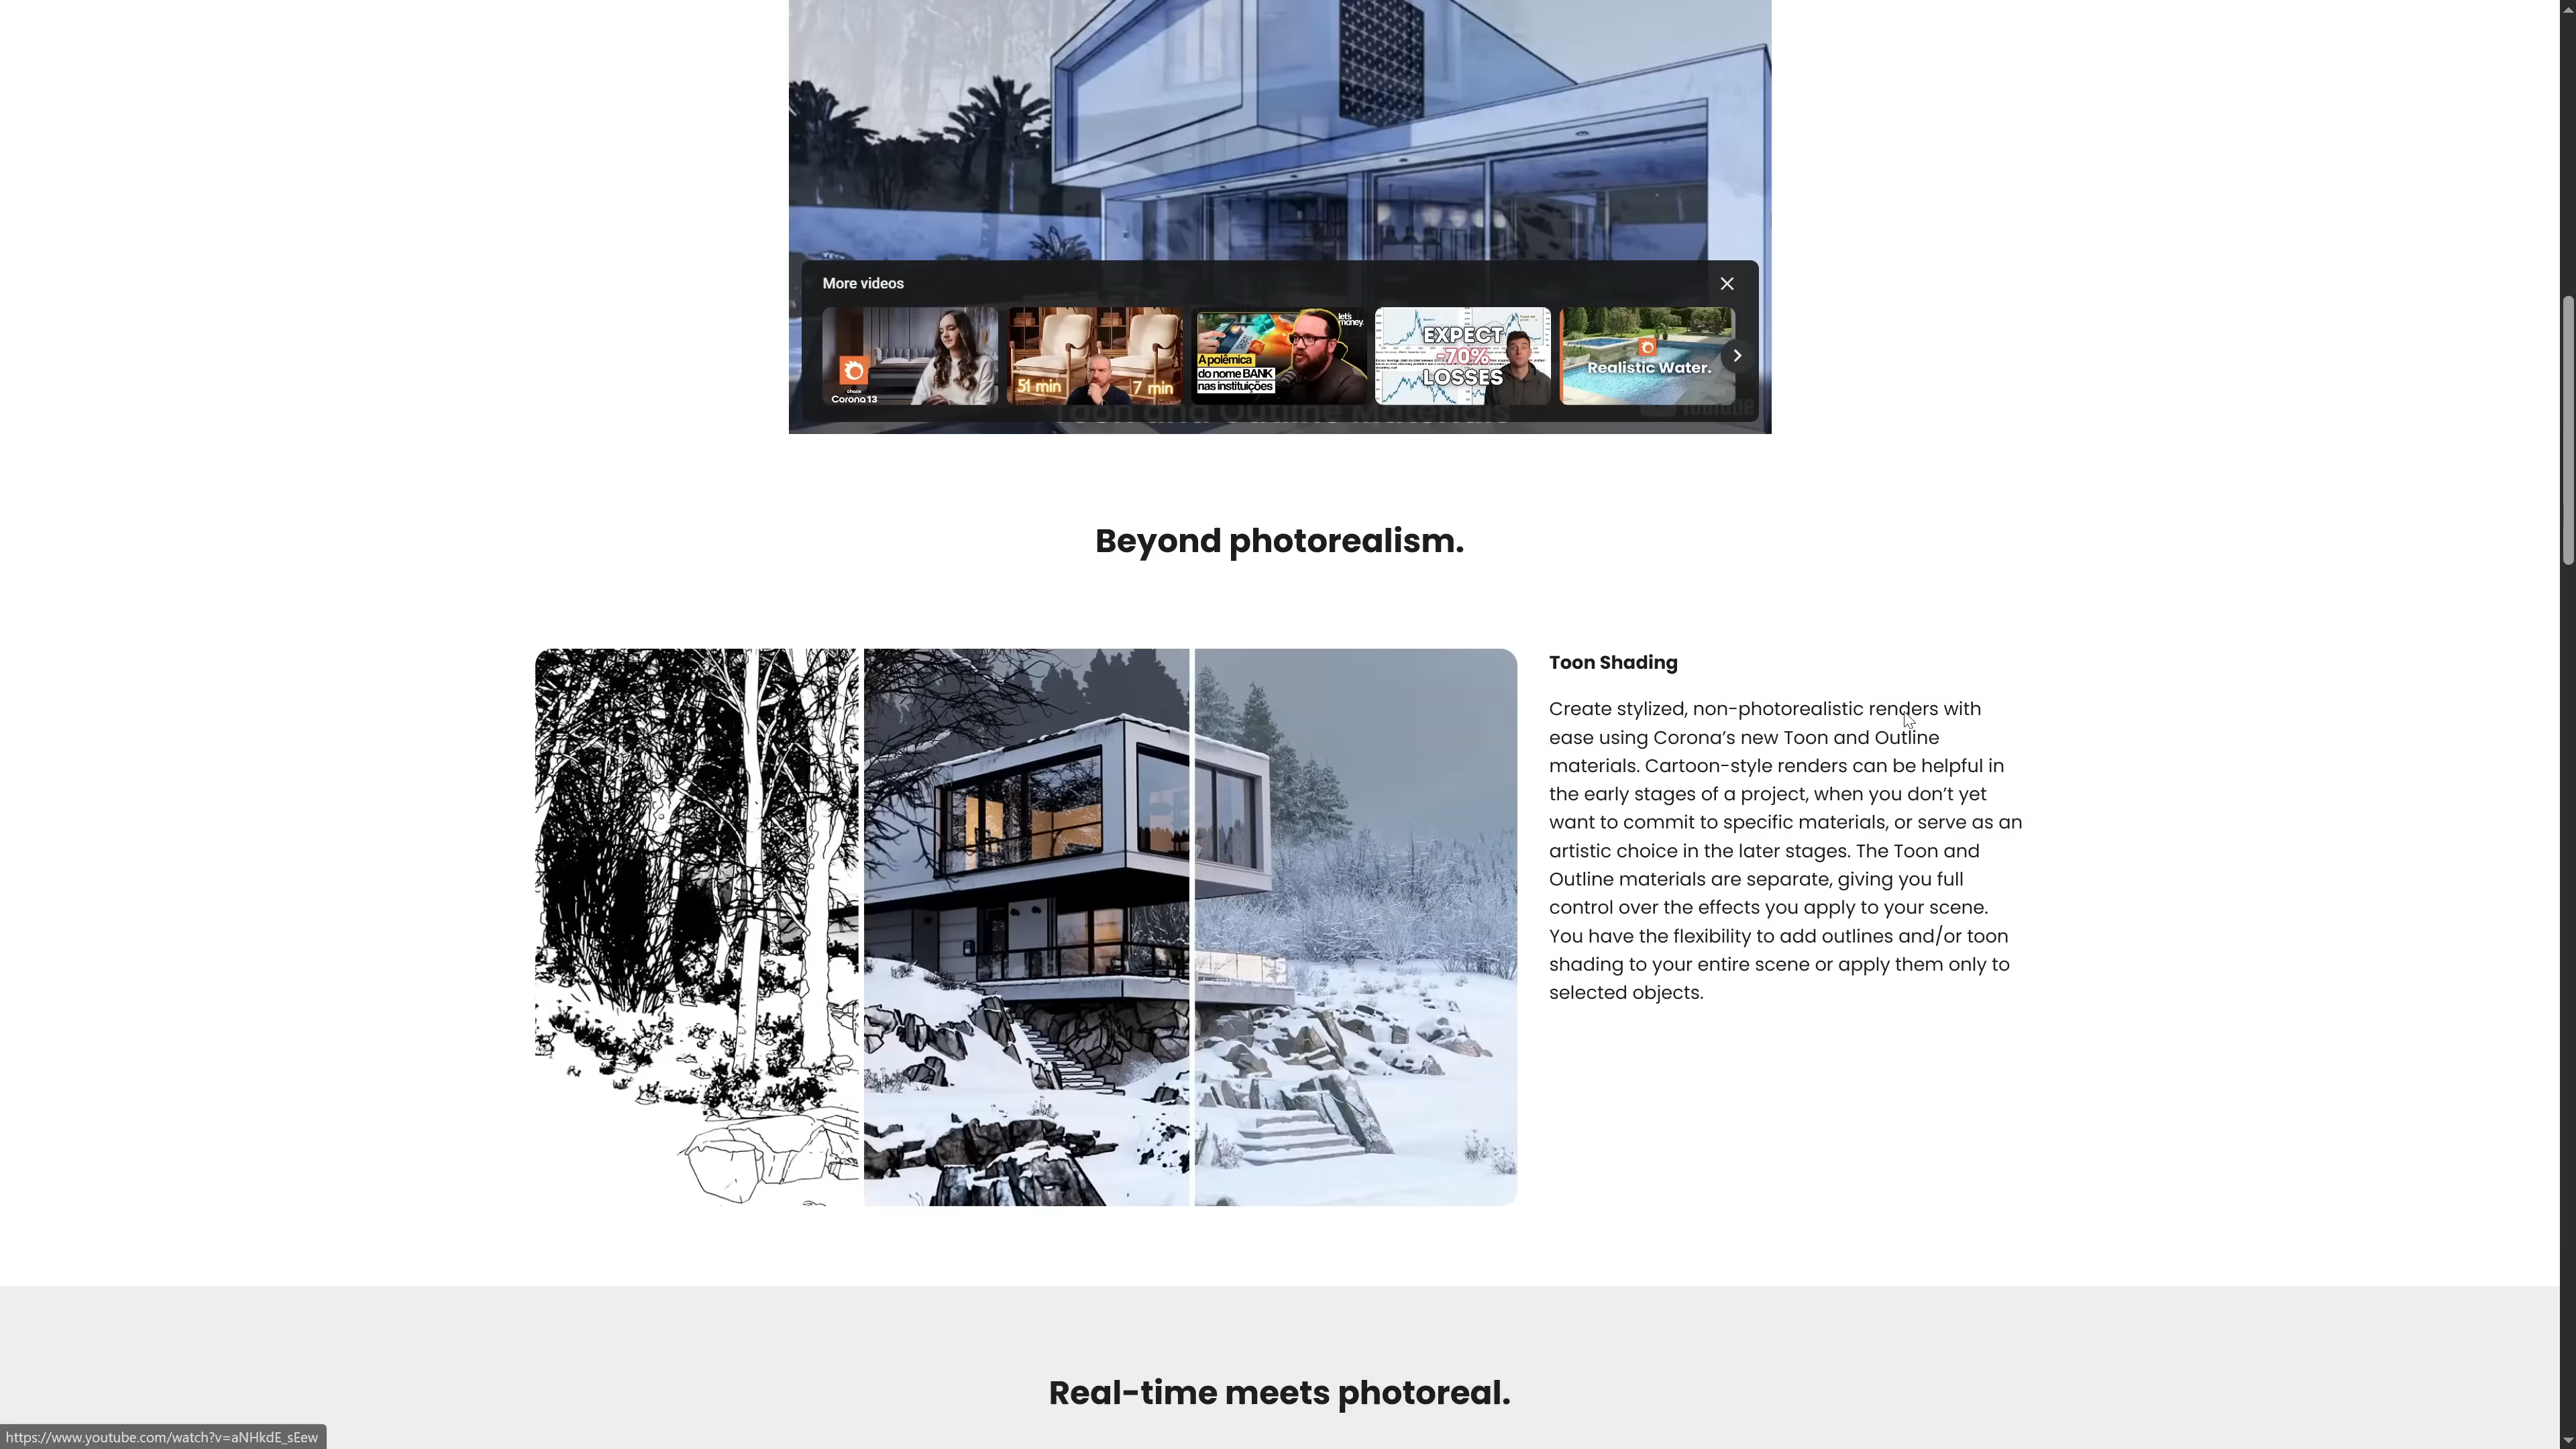 More videos
chaos
Corona 13
51 min
7 min
let's
money.
A polêmica
do nome BANK
nas instituições
EXPECT
-70%
LOSSES
Realistic Water.
Toon and Outline Materials
YouTube
Beyond photorealism.
Toon Shading
Create stylized, non-photorealistic renders with
ease using Corona’s new Toon and Outline
materials. Cartoon-style renders can be helpful in
the early stages of a project, when you don’t yet
want to commit to specific materials, or serve as an
artistic choice in the later stages. The Toon and
Outline materials are separate, giving you full
control over the effects you apply to your scene.
You have the flexibility to add outlines and/or toon
shading to your entire scene or apply them only to
selected objects.
Real-time meets photoreal.
https://www.youtube.com/watch?v=aNHkdE_sEew